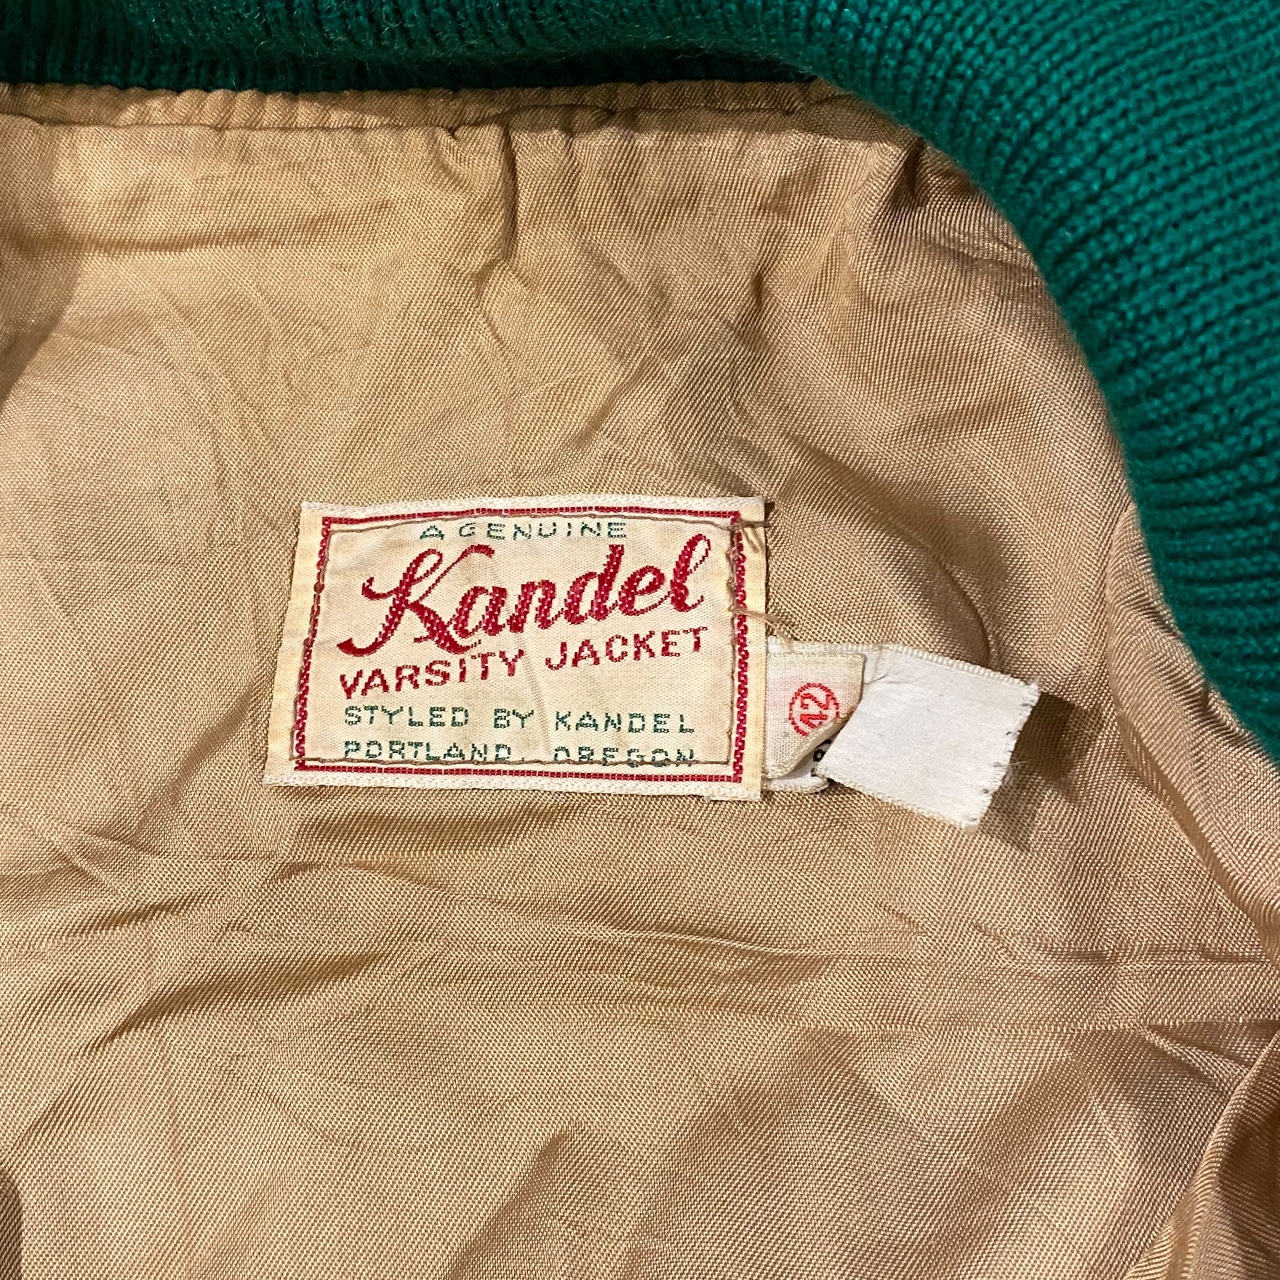 A GENUINE
Kandel
VARSITY JACKET
STYLED BY KANDEL
PORTLAND, OREGON
42